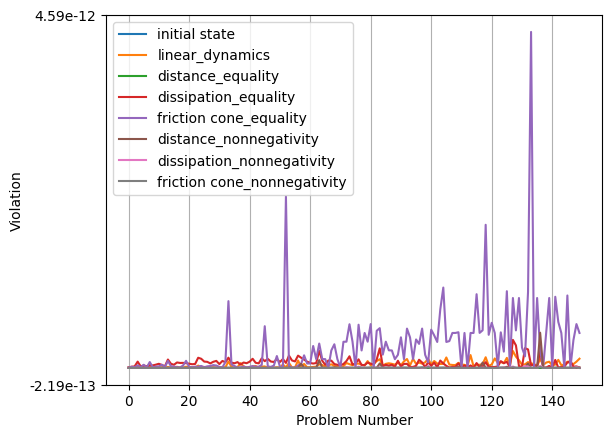 4.59e-12
initial state
linear_dynamics
distance_equality
dissipation_equality
friction cone_equality
distance_nonnegativity
dissipation_nonnegativity
friction cone_nonnegativity
Violation
-2.19e-13
0 20 40 60 80 100 120 140
Problem Number